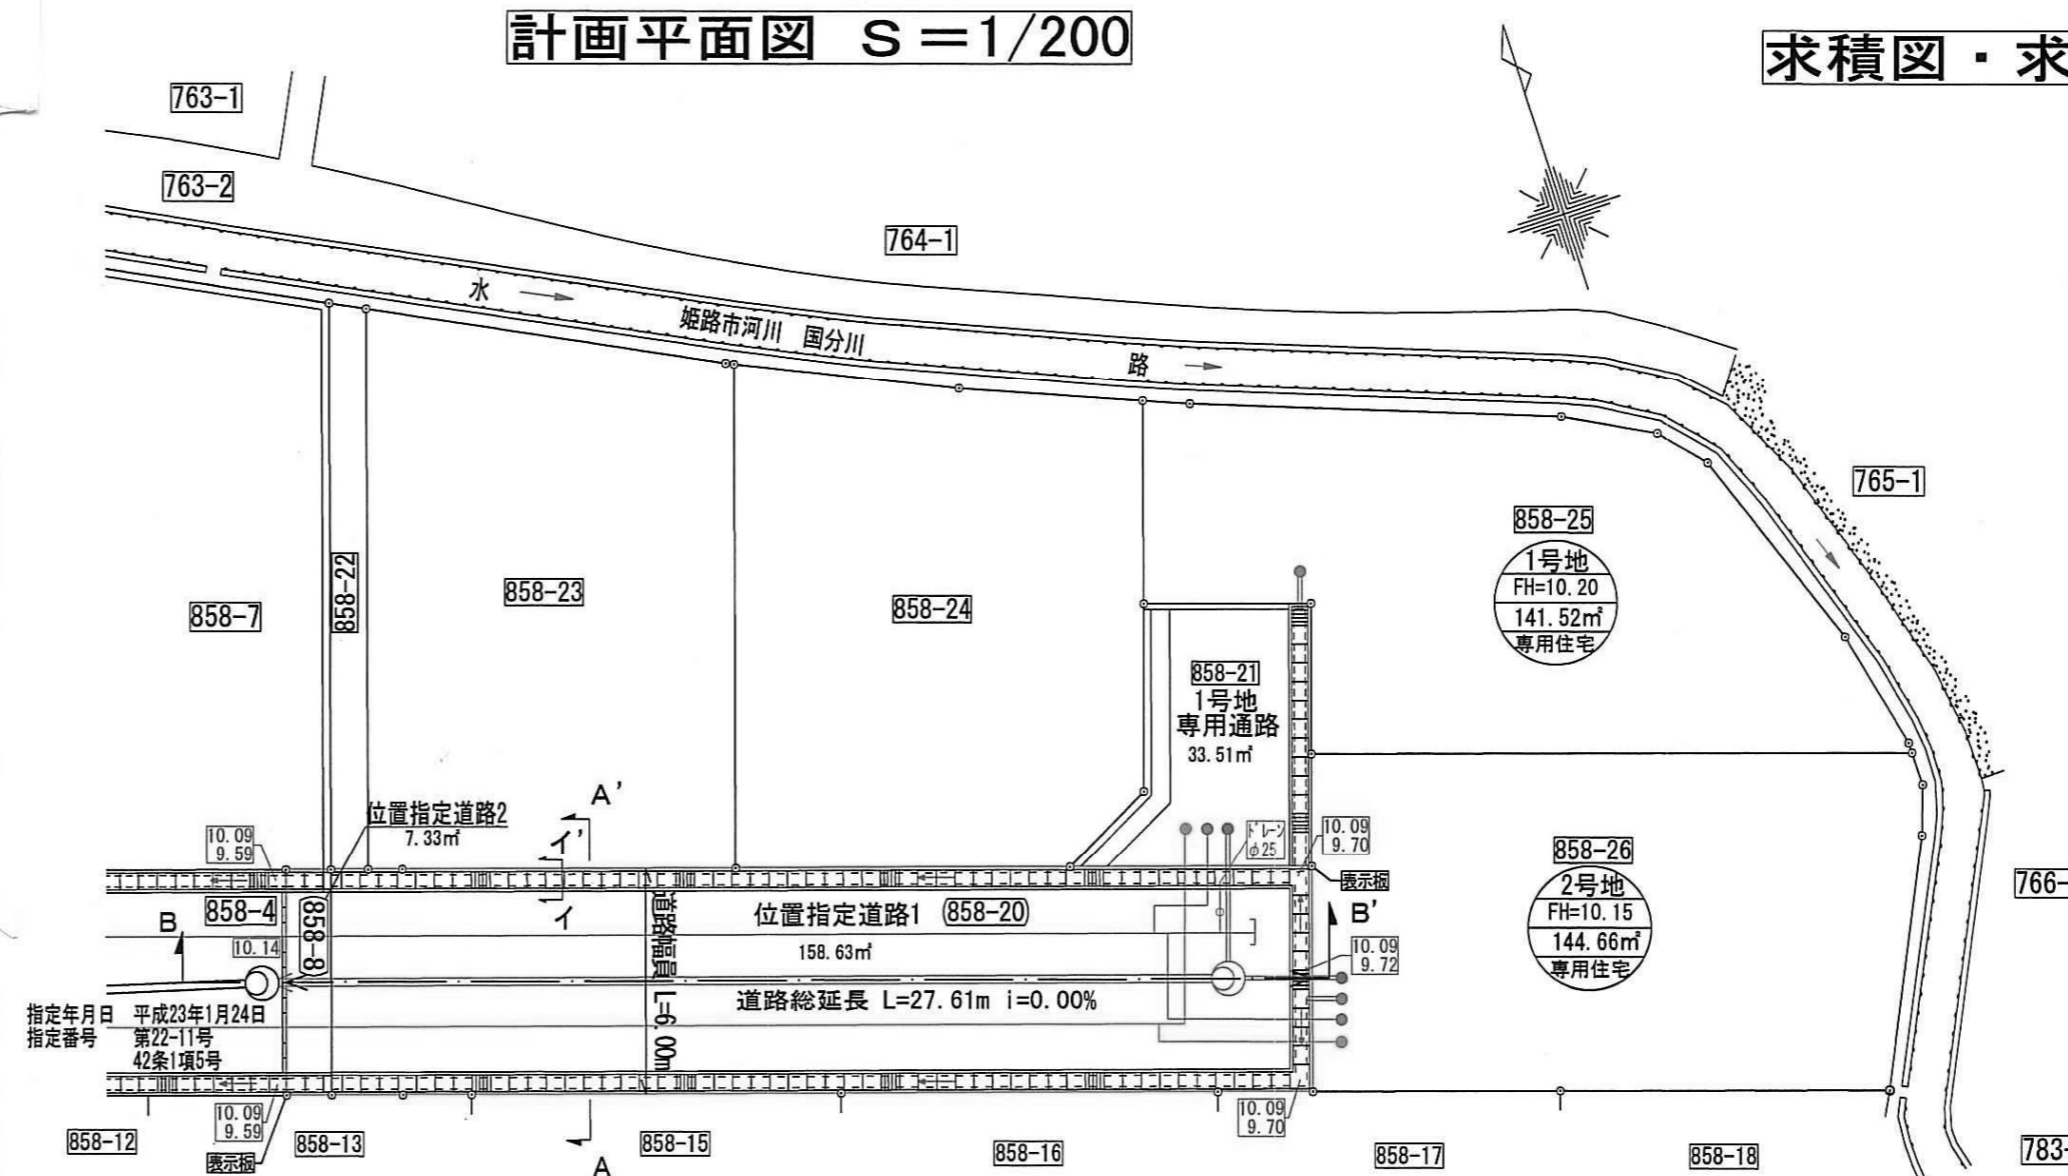 計画平面図 S=1/200
求積図・求
763-1
763-2
764-1
水
姫路市河川 国分川
路
765-1
858-25
1号地
FH=10.20
141.52㎡
専用住宅
858-7
858-22
858-23
858-24
858-21
1号地
専用通路
33.51㎡
位置指定道路2
7.33㎡
A'
イ'
10.09
9.59
ドレーン
φ25
10.09
9.70
表示板
858-26
2号地
FH=10.15
144.66㎡
専用住宅
766-
858-4
858-8
B
10.14
イ
道路幅員 L=6.00m
位置指定道路1
858-20
158.63㎡
B'
10.09
9.72
道路総延長 L=27.61m i=0.00%
指定年月日 平成23年1月24日
指定番号 第22-11号
42条1項5号
10.09
9.59
10.09
9.70
858-12
表示板
858-13
A
858-15
858-16
858-17
858-18
783-